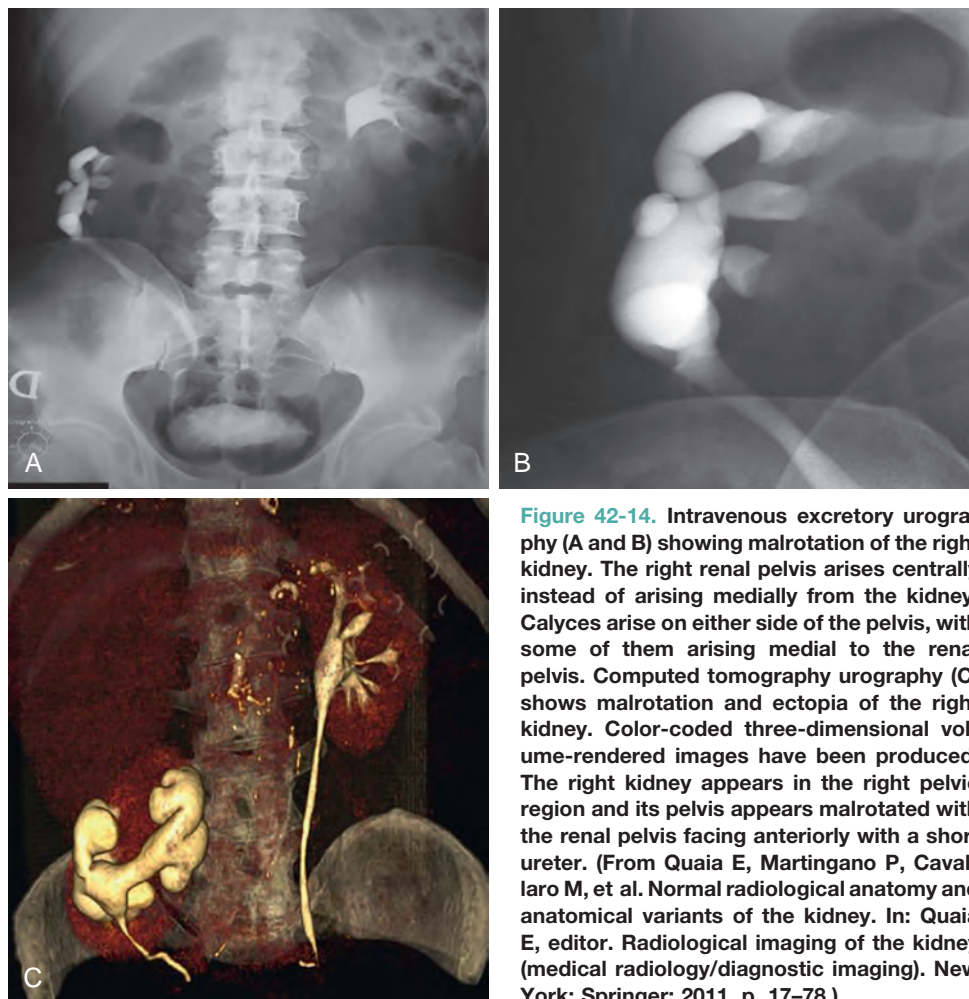 A
B
C
Figure 42-14. Intravenous excretory urogra
phy (A and B) showing malrotation of the righ
kidney. The right renal pelvis arises centrally
instead of arising medially from the kidney
Calyces arise on either side of the pelvis, with
some of them arising medial to the rena
pelvis. Computed tomography urography (C
shows malrotation and ectopia of the righ
kidney. Color-coded three-dimensional vol
ume-rendered images have been produced
The right kidney appears in the right pelvic
region and its pelvis appears malrotated with
the renal pelvis facing anteriorly with a shor
ureter. (From Quaia E, Martingano P, Caval
laro M, et al. Normal radiological anatomy and
anatomical variants of the kidney. In: Quaia
E, editor. Radiological imaging of the kidney
(medical radiology/diagnostic imaging). New
York: Springer; 2011. p. 17–78.)